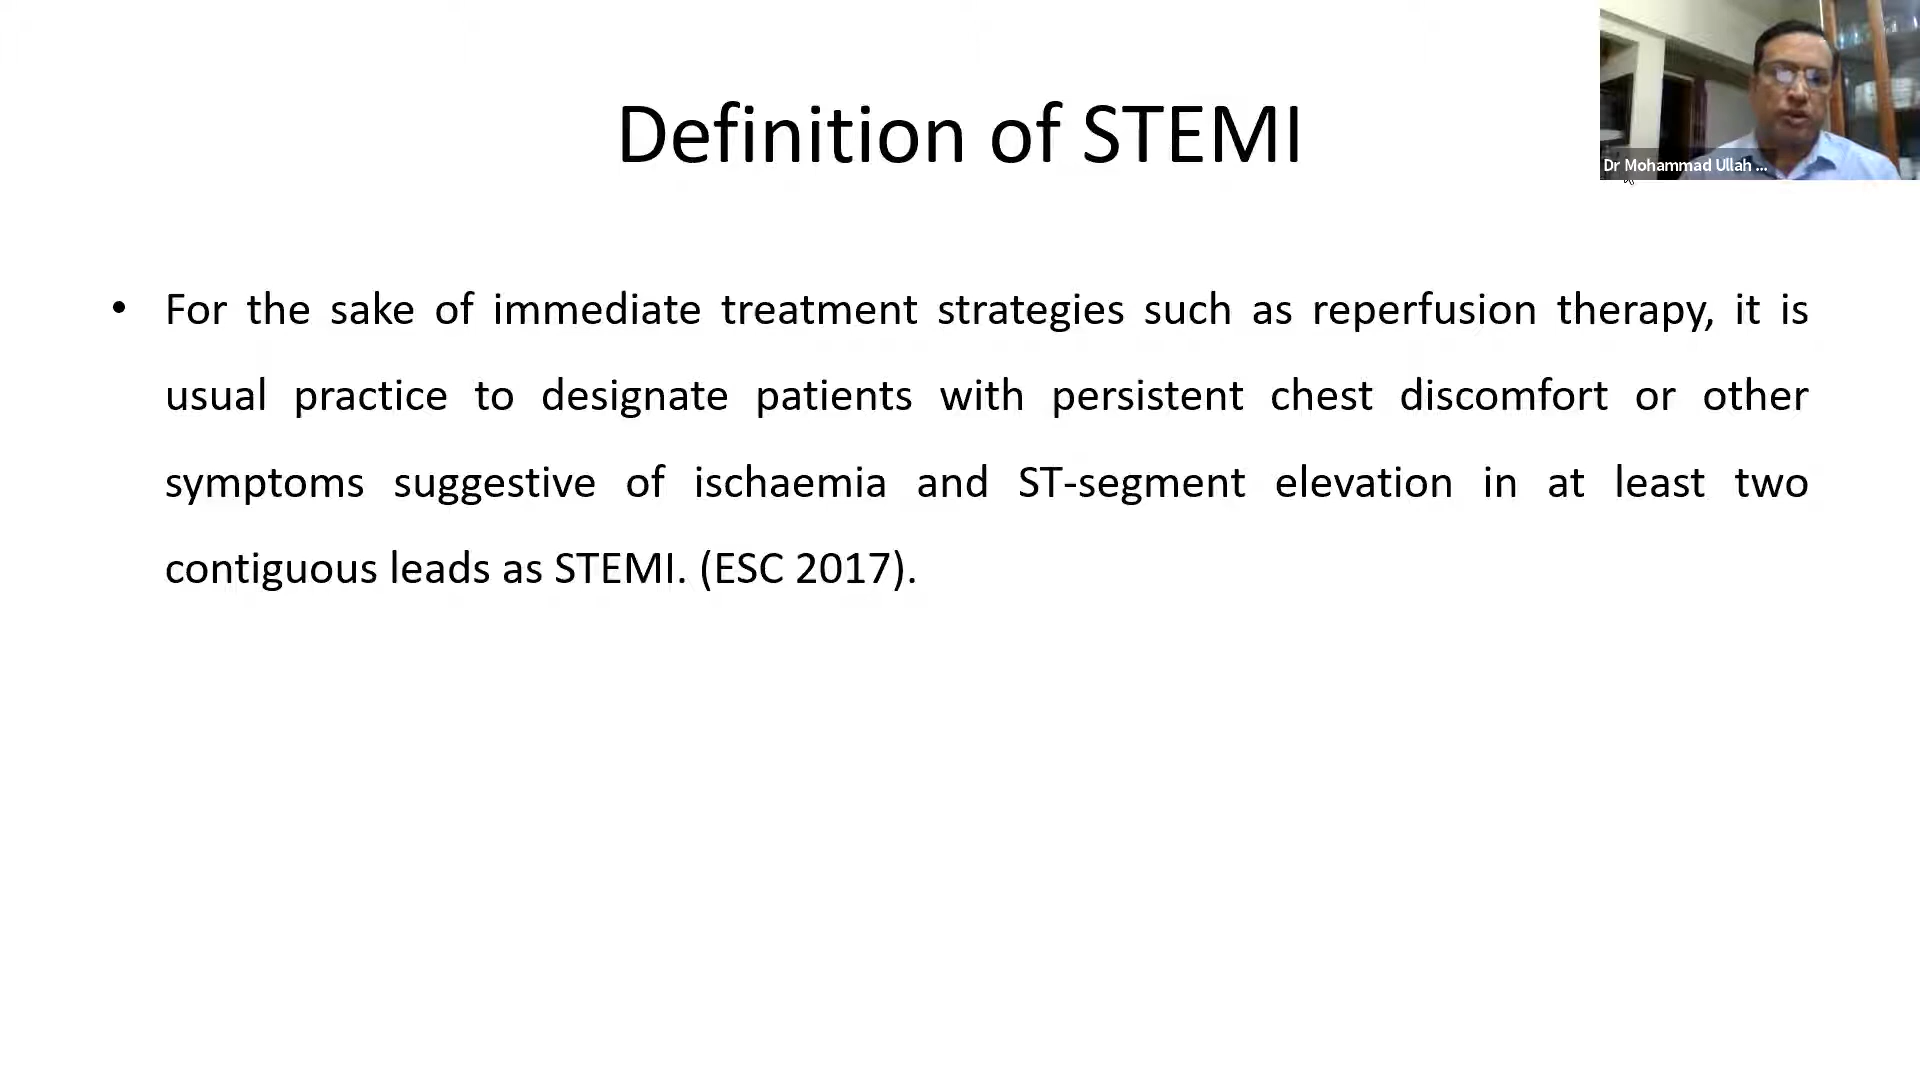 Definition of STEMI
Dr Mohammad Ullah ...
• For the sake of immediate treatment strategies such as reperfusion therapy, it is
usual practice to designate patients with persistent chest discomfort or other
symptoms suggestive of ischaemia and ST-segment elevation in at least two
contiguous leads as STEMI. (ESC 2017).